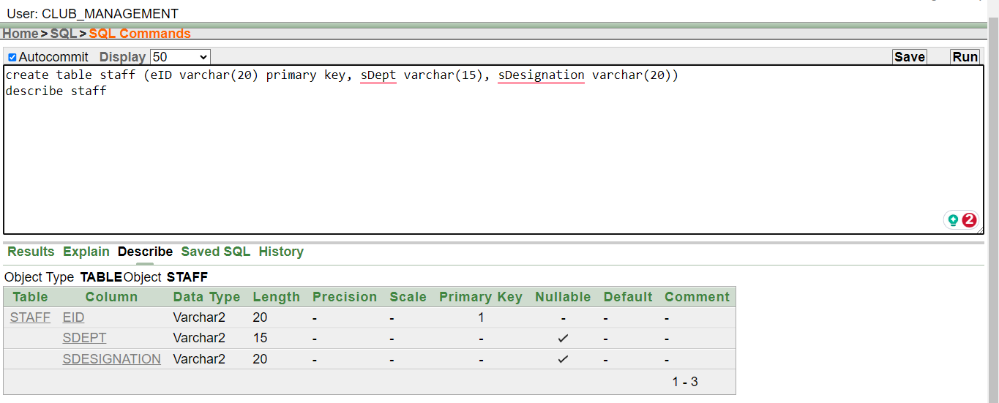 User: CLUB_MANAGEMENT
Home > SQL > SQL Commands
Autocommit Display 50 Save Run
create table staff (eID varchar(20) primary key, sDept varchar(15), sDesignation varchar(20))
describe staff
2
Results Explain Describe Saved SQL History
Object Type TABLE Object STAFF
Table Column Data Type Length Precision Scale Primary Key Nullable Default Comment
STAFF EID Varchar2 20 - - 1 - - -
SDEPT Varchar2 15 - - - ✓ - -
SDESIGNATION Varchar2 20 - - - ✓ - -
1 - 3